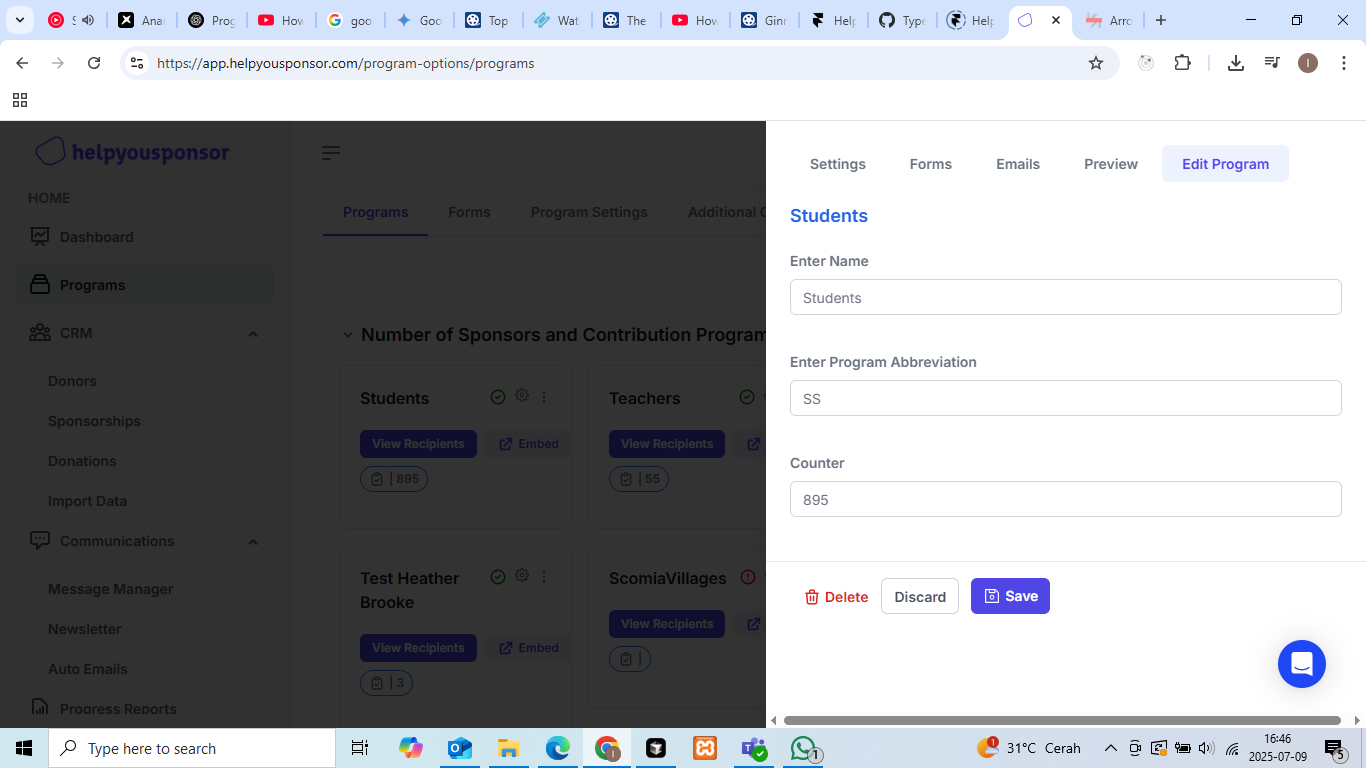 S
Anar
Prog
How
goo
Goo
Top
Wat
The
How
Ginr
Help
Type
Help
Arro
https://app.helpyousponsor.com/program-options/programs
I
helpyousponsor
HOME
Dashboard
Programs
CRM
Donors
Sponsorships
Donations
Import Data
Communications
Message Manager
Newsletter
Auto Emails
Progress Reports
Programs Forms Program Settings Additional
Number of Sponsors and Contribution Program
Students
View Recipients Embed
| 895
Teachers
View Recipients
| 55
Test Heather
Brooke
View Recipients Embed
| 3
ScomiaVillages
View Recipients
|
Settings Forms Emails Preview Edit Program
Students
Enter Name
Students
Enter Program Abbreviation
SS
Counter
895
Delete Discard Save
Type here to search
1
1
31°C Cerah
16:46
2025-07-09
5